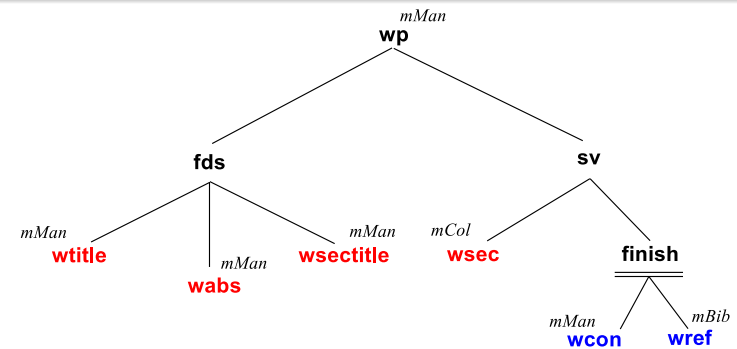 mMan
wp
fds
sv
mMan
wtitle
mMan
wabs
mMan
wsectitle
mCol
wsec
finish
mMan
wcon
mBib
wref